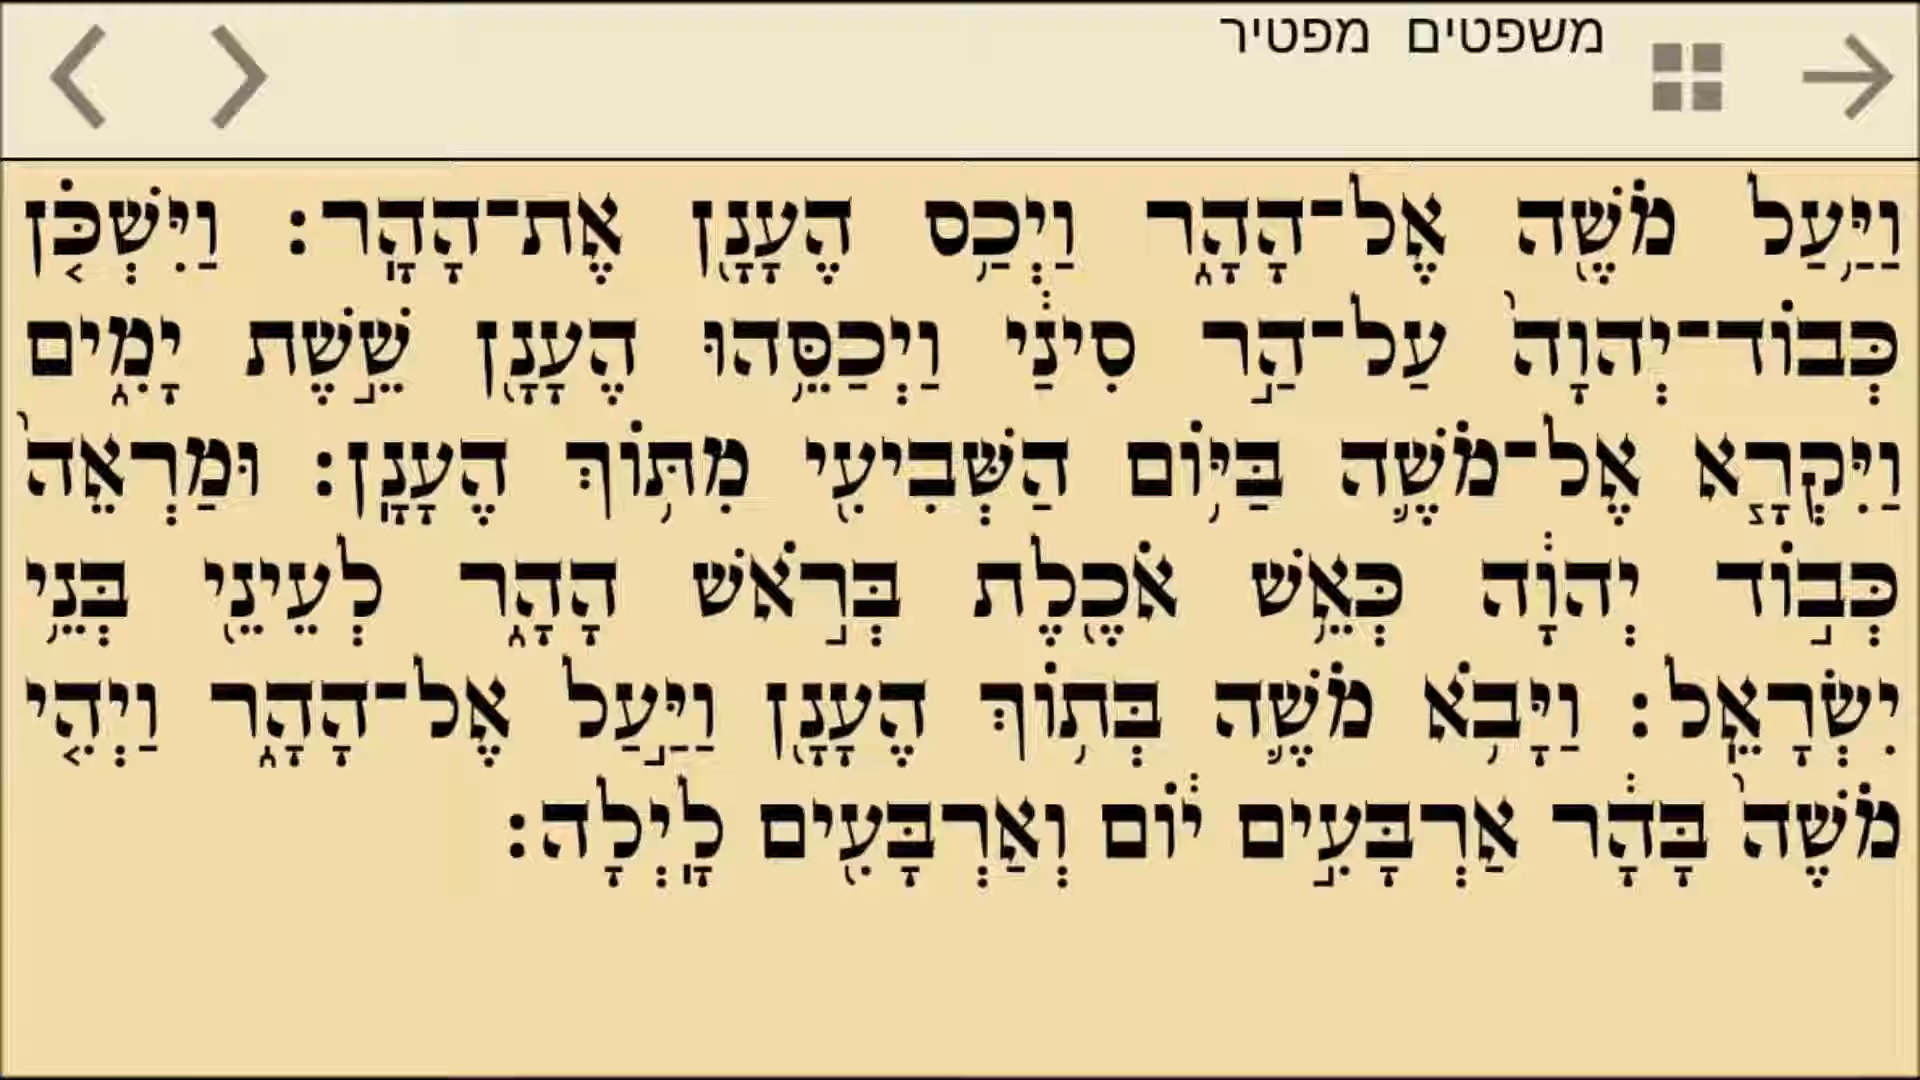 משפטים מפטיר
וַיַּ֥עַל מֹשֶׁ֖ה אֶל־הָהָ֑ר וַיְכַ֥ס הֶעָנָ֖ן אֶת־הָהָֽר׃ וַיִּשְׁכֹּ֤ן
כְּבוֹד־יְהוָה֙ עַל־הַ֣ר סִינַ֔י וַיְכַסֵּ֥הוּ הֶעָנָ֖ן שֵׁ֣שֶׁת יָמִ֑ים
וַיִּקְרָ֧א אֶל־מֹשֶׁ֛ה בַּיּ֥וֹם הַשְּׁבִיעִ֖י מִתּ֥וֹךְ הֶעָנָֽן׃ וּמַרְאֵה֙
כְּב֣וֹד יְהוָ֔ה כְּאֵ֥שׁ אֹכֶ֖לֶת בְּרֹ֣אשׁ הָהָ֑ר לְעֵינֵ֖י בְּנֵ֥י
יִשְׂרָאֵֽל׃ וַיָּבֹ֥א מֹשֶׁ֛ה בְּת֥וֹךְ הֶעָנָ֖ן וַיַּ֣עַל אֶל־הָהָ֑ר וַיְהִ֤י
מֹשֶׁה֙ בָּהָ֔ר אַרְבָּעִ֣ים י֔וֹם וְאַרְבָּעִ֖ים לָֽיְלָה׃